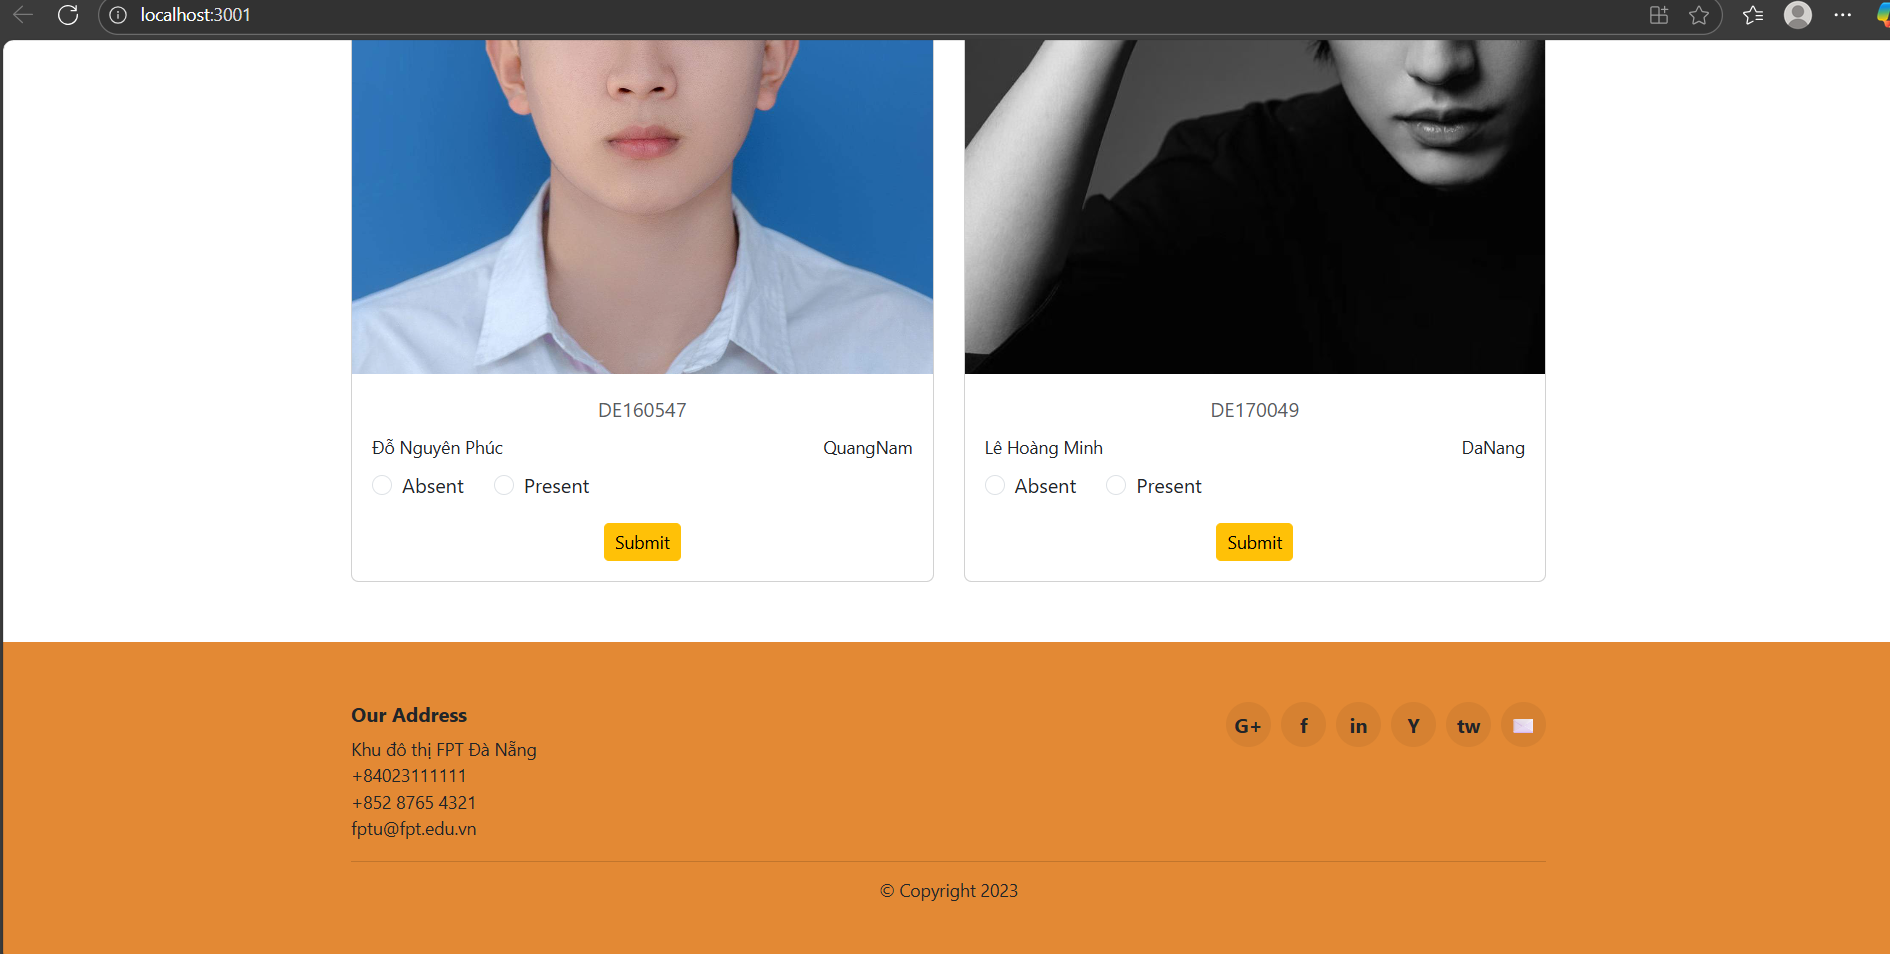 localhost:3001
DE160547
Đỗ Nguyên Phúc QuangNam
Absent Present
Submit
DE170049
Lê Hoàng Minh DaNang
Absent Present
Submit
Our Address
Khu đô thị FPT Đà Nẵng
+84023111111
+852 8765 4321
fptu@fpt.edu.vn
G+ f in Y tw
© Copyright 2023